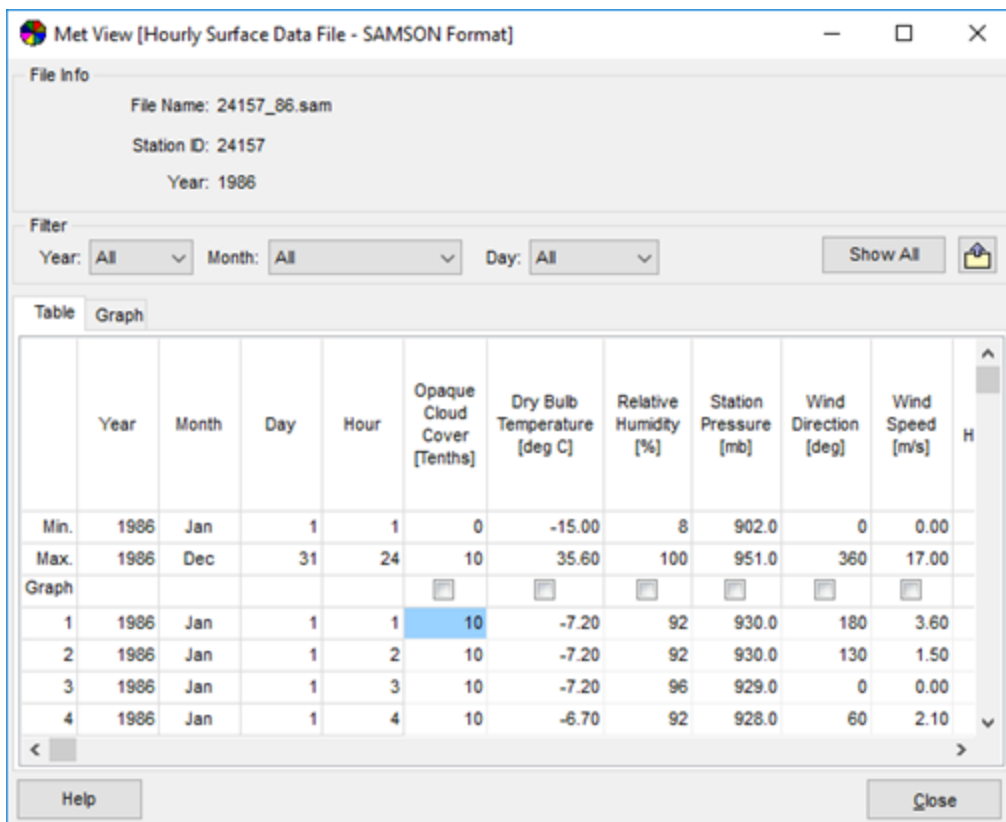 Met View [Hourly Surface Data File - SAMSON Format]
File Info
File Name: 24157_86.sam
Station ID: 24157
Year: 1986
Filter
Year: All Month: All Day: All Show All
Table Graph
Year Month Day Hour Opaque Cloud Cover [Tenths] Dry Bulb Temperature [deg C] Relative Humidity [%] Station Pressure [mb] Wind Direction [deg] Wind Speed [m/s] H
Min. 1986 Jan 1 1 0 -15.00 8 902.0 0 0.00
Max. 1986 Dec 31 24 10 35.60 100 951.0 360 17.00
Graph
1 1986 Jan 1 1 10 -7.20 92 930.0 180 3.60
2 1986 Jan 1 2 10 -7.20 92 930.0 130 1.50
3 1986 Jan 1 3 10 -7.20 96 929.0 0 0.00
4 1986 Jan 1 4 10 -6.70 92 928.0 60 2.10
Help Close